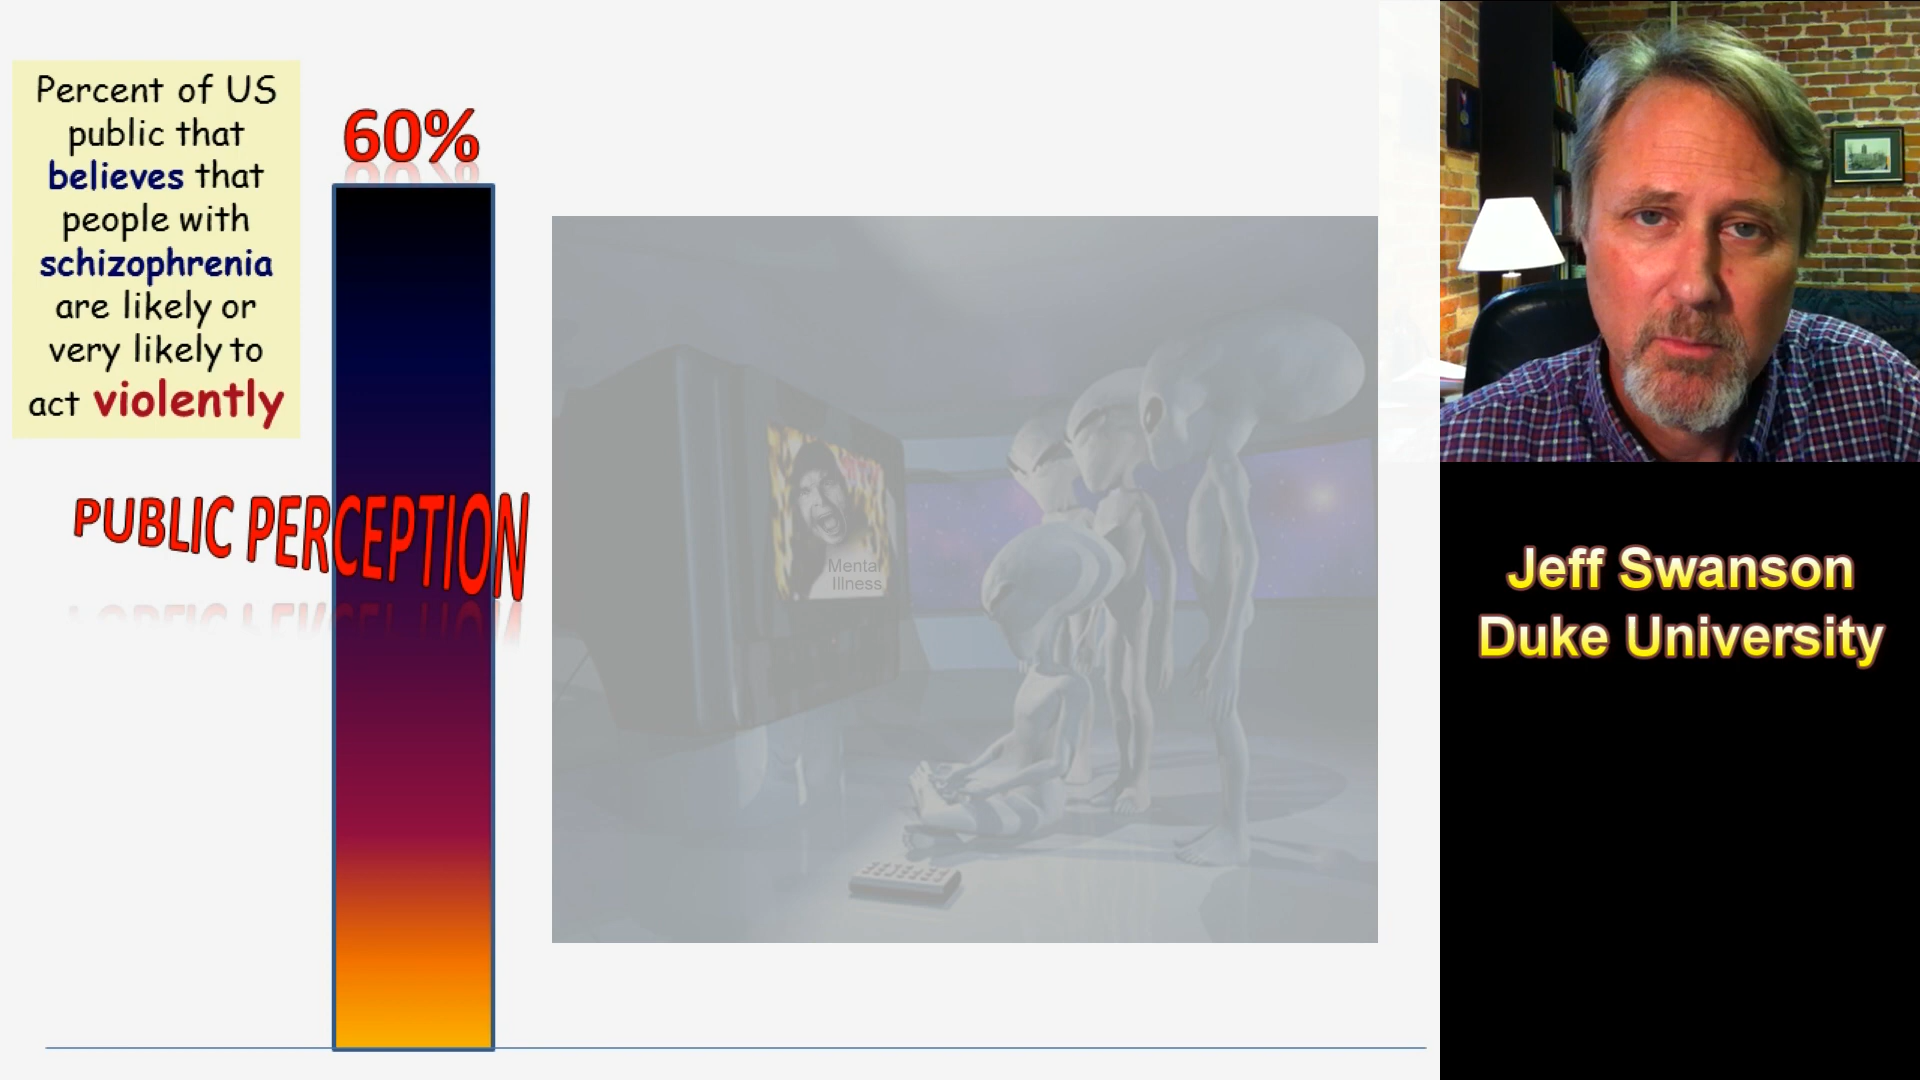 Percent of US
public that
believes that
people with
schizophrenia
are likely or
very likely to
act violently
60%
PUBLIC PERCEPTION
Mental
Illness
Jeff Swanson
Duke University